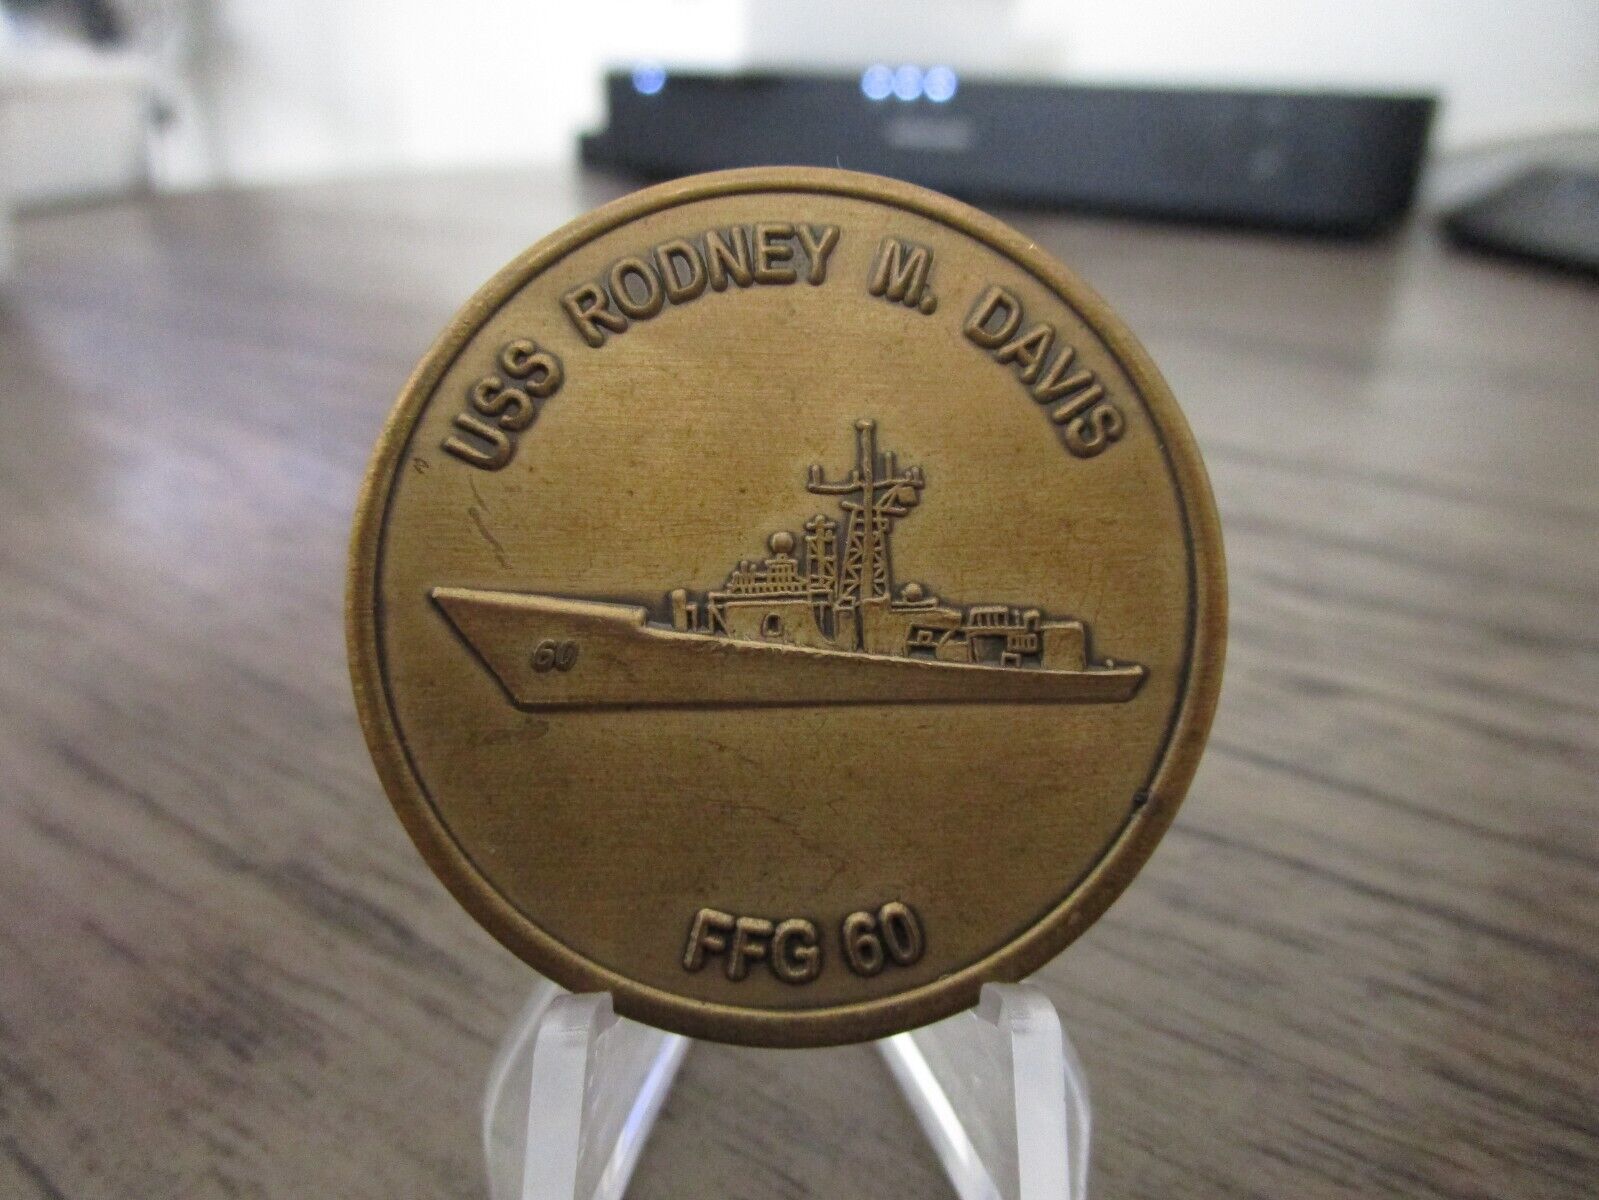 USS RODNEY M. DAVIS
60
FFG 60